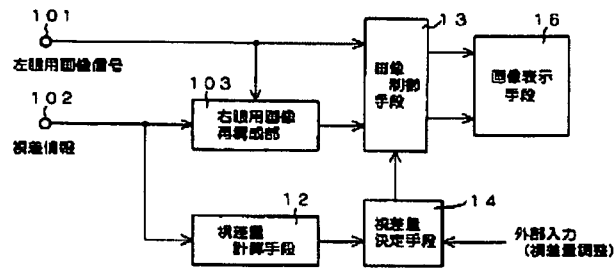 101
左眼用画像信号
102
視差情報
103
右眼用画像
再構成部
13
画像
制御
手段
16
画像表示
手段
12
視差量
計算手段
14
視差量
決定手段
外部入力
(視差量調整)